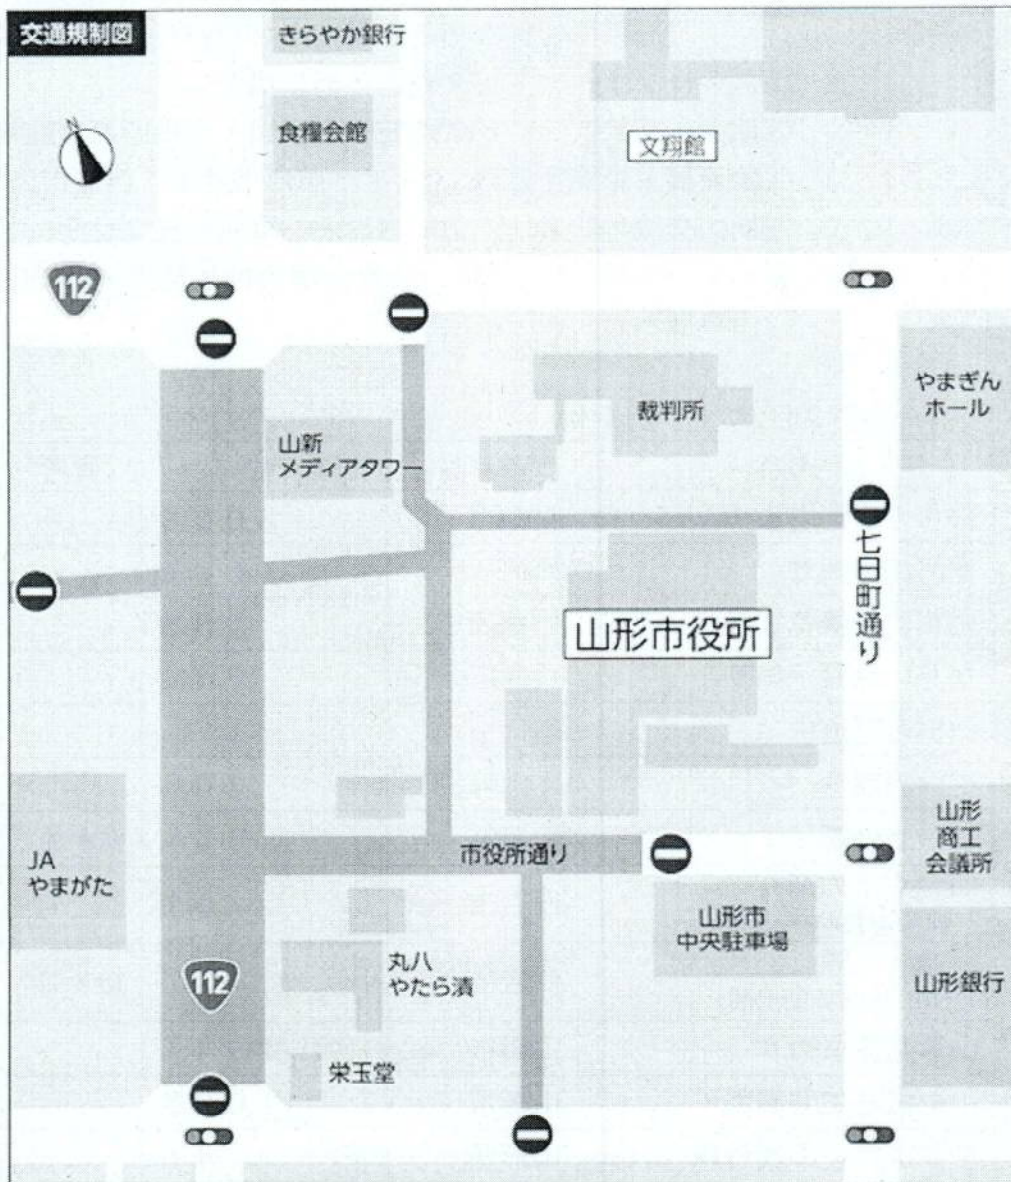 交通規制図
きらやか銀行
N
食糧会館
文翔館
112
やまぎん
ホール
裁判所
山新
メディアタワー
七日町通り
山形市役所
山形
商工
会議所
市役所通り
JA
やまがた
山形市
中央駐車場
丸八
やたら漬
112
山形銀行
栄玉堂